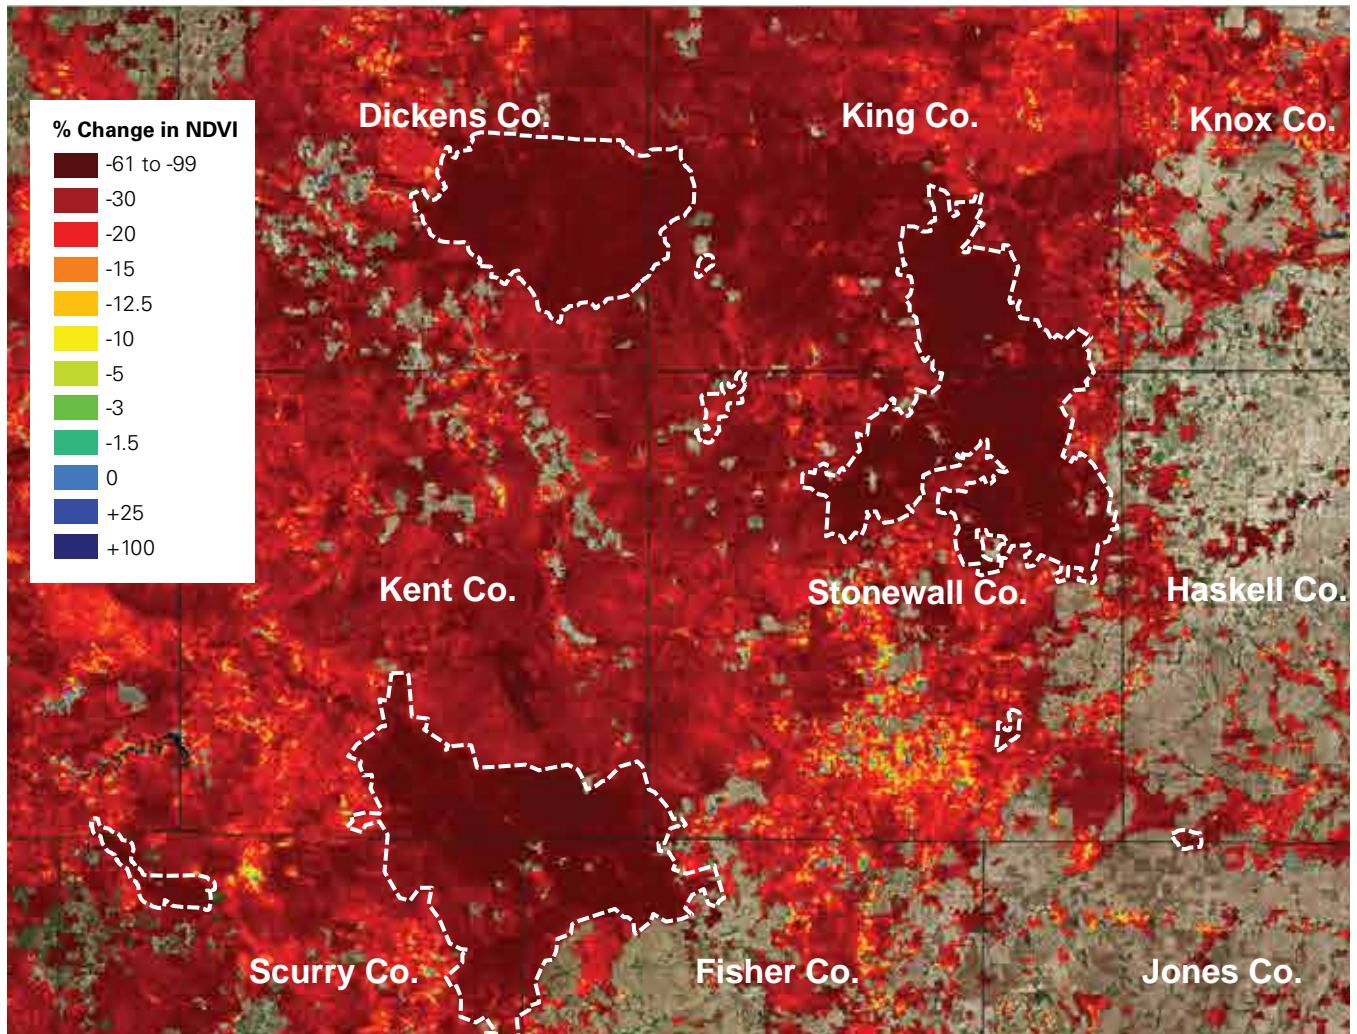 Dickens Co.
King Co.
Knox Co.
% Change in NDVI
-61 to -99
-30
-20
-15
-12.5
-10
-5
-3
-1.5
0
+25
+100
Kent Co.
Stonewall Co.
Haskell Co.
Scurry Co.
Fisher Co.
Jones Co.